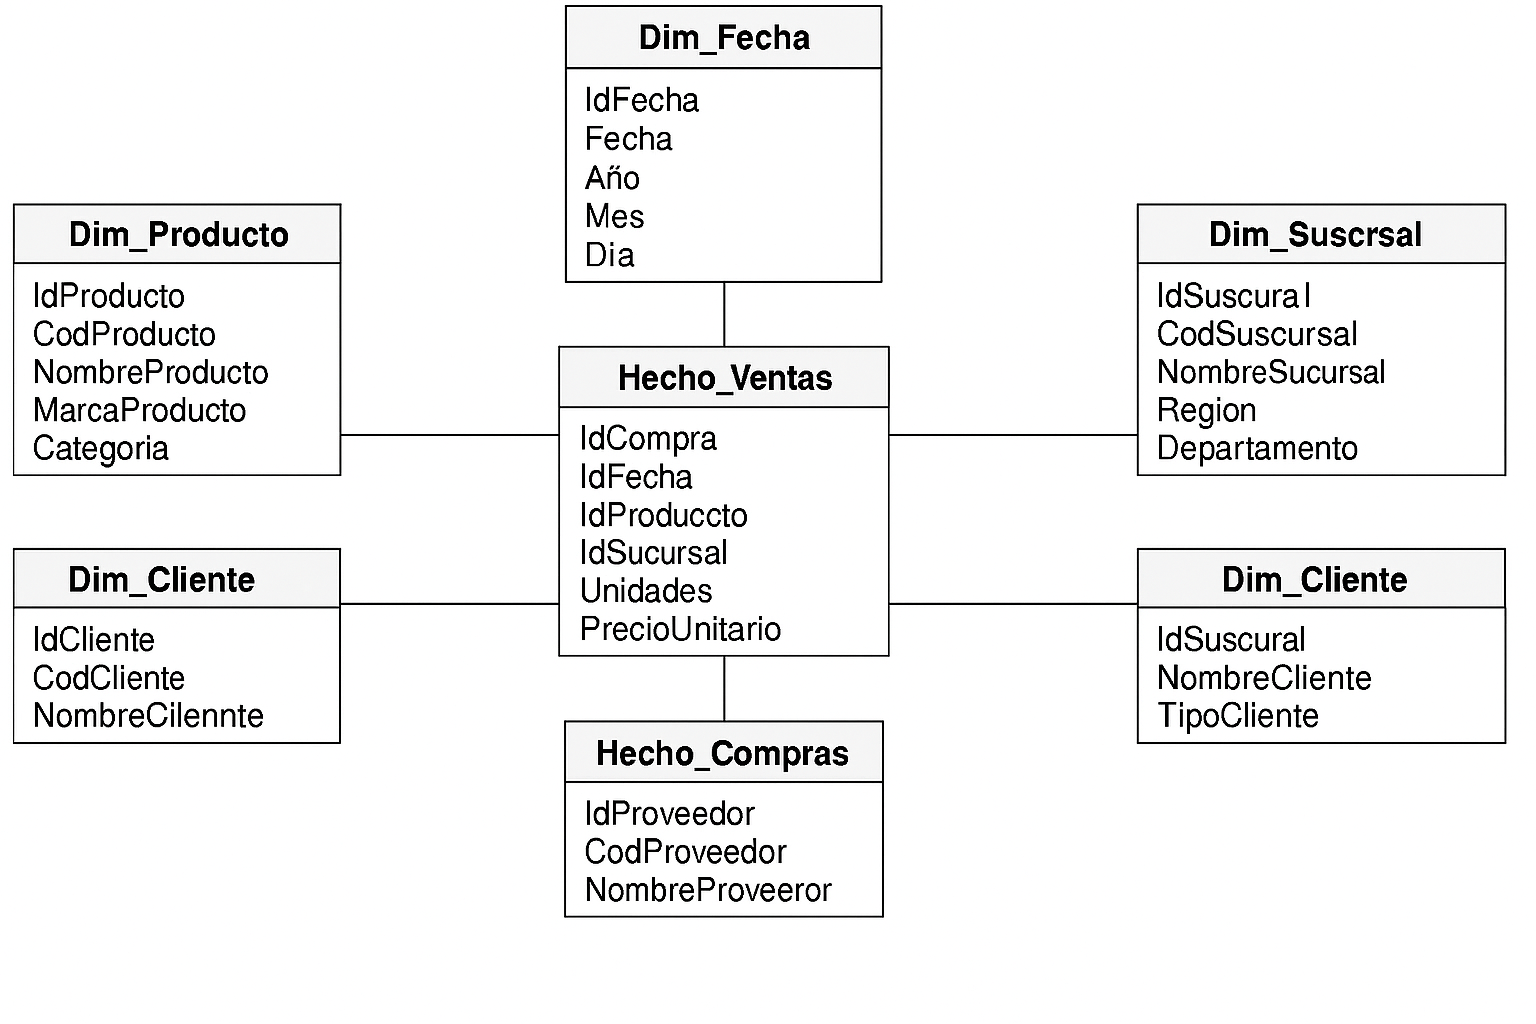 Dim_Fecha
IdFecha
Fecha
Año
Mes
Dia
Dim_Producto
IdProducto
CodProducto
NombreProducto
MarcaProducto
Categoria
Dim_Suscrsal
IdSuscural
CodSuscursal
NombreSucursal
Region
Departamento
Hecho_Ventas
IdCompra
IdFecha
IdProduccto
IdSucursal
Unidades
PrecioUnitario
Dim_Cliente
IdCliente
CodCliente
NombreCilennte
Dim_Cliente
IdSuscural
NombreCliente
TipoCliente
Hecho_Compras
IdProveedor
CodProveedor
NombreProveeror